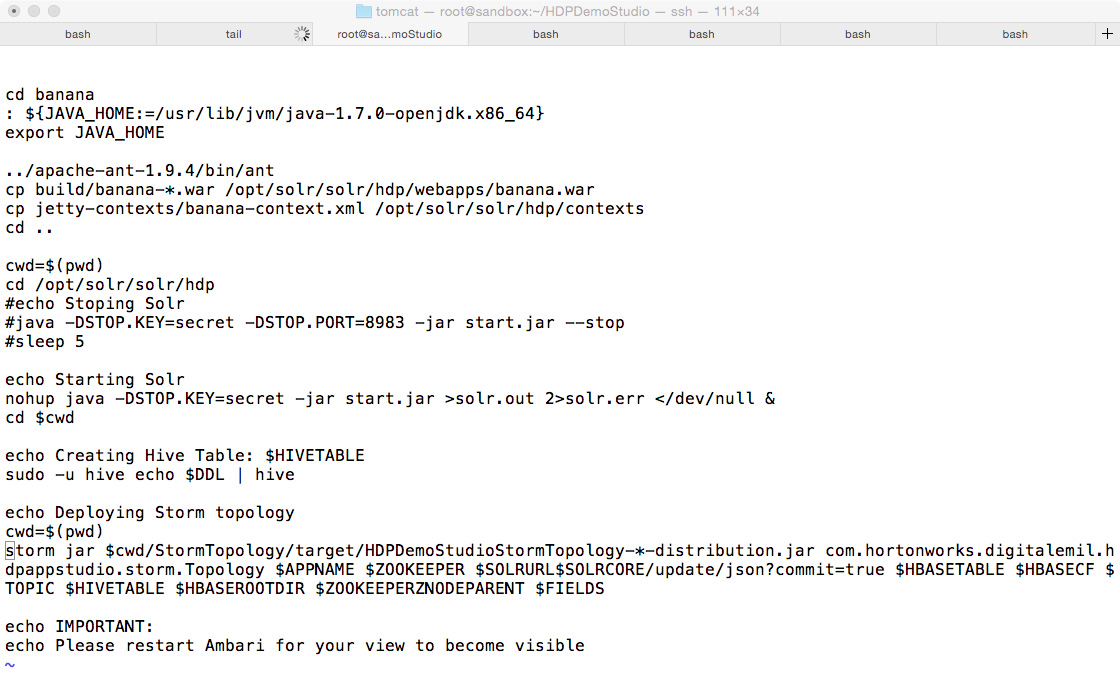 tomcat — root@sandbox:~/HDPDemoStudio — ssh — 111×34
bash tail root@sa...moStudio bash bash bash bash +
cd banana
: ${JAVA_HOME:=/usr/lib/jvm/java-1.7.0-openjdk.x86_64}
export JAVA_HOME
../apache-ant-1.9.4/bin/ant
cp build/banana-*.war /opt/solr/solr/hdp/webapps/banana.war
cp jetty-contexts/banana-context.xml /opt/solr/solr/hdp/contexts
cd ..
cwd=$(pwd)
cd /opt/solr/solr/hdp
#echo Stoping Solr
#java -DSTOP.KEY=secret -DSTOP.PORT=8983 -jar start.jar --stop
#sleep 5
echo Starting Solr
nohup java -DSTOP.KEY=secret -jar start.jar >solr.out 2>solr.err </dev/null &
cd $cwd
echo Creating Hive Table: $HIVETABLE
sudo -u hive echo $DDL | hive
echo Deploying Storm topology
cwd=$(pwd)
storm jar $cwd/StormTopology/target/HDPDemoStudioStormTopology-*-distribution.jar com.hortonworks.digitalemil.h
dpappstudio.storm.Topology $APPNAME $ZOOKEEPER $SOLRURL$SOLRCORE/update/json?commit=true $HBASETABLE $HBASECF $
TOPIC $HIVETABLE $HBASEROOTDIR $ZOOKEEPERZNODEPARENT $FIELDS
echo IMPORTANT:
echo Please restart Ambari for your view to become visible
~